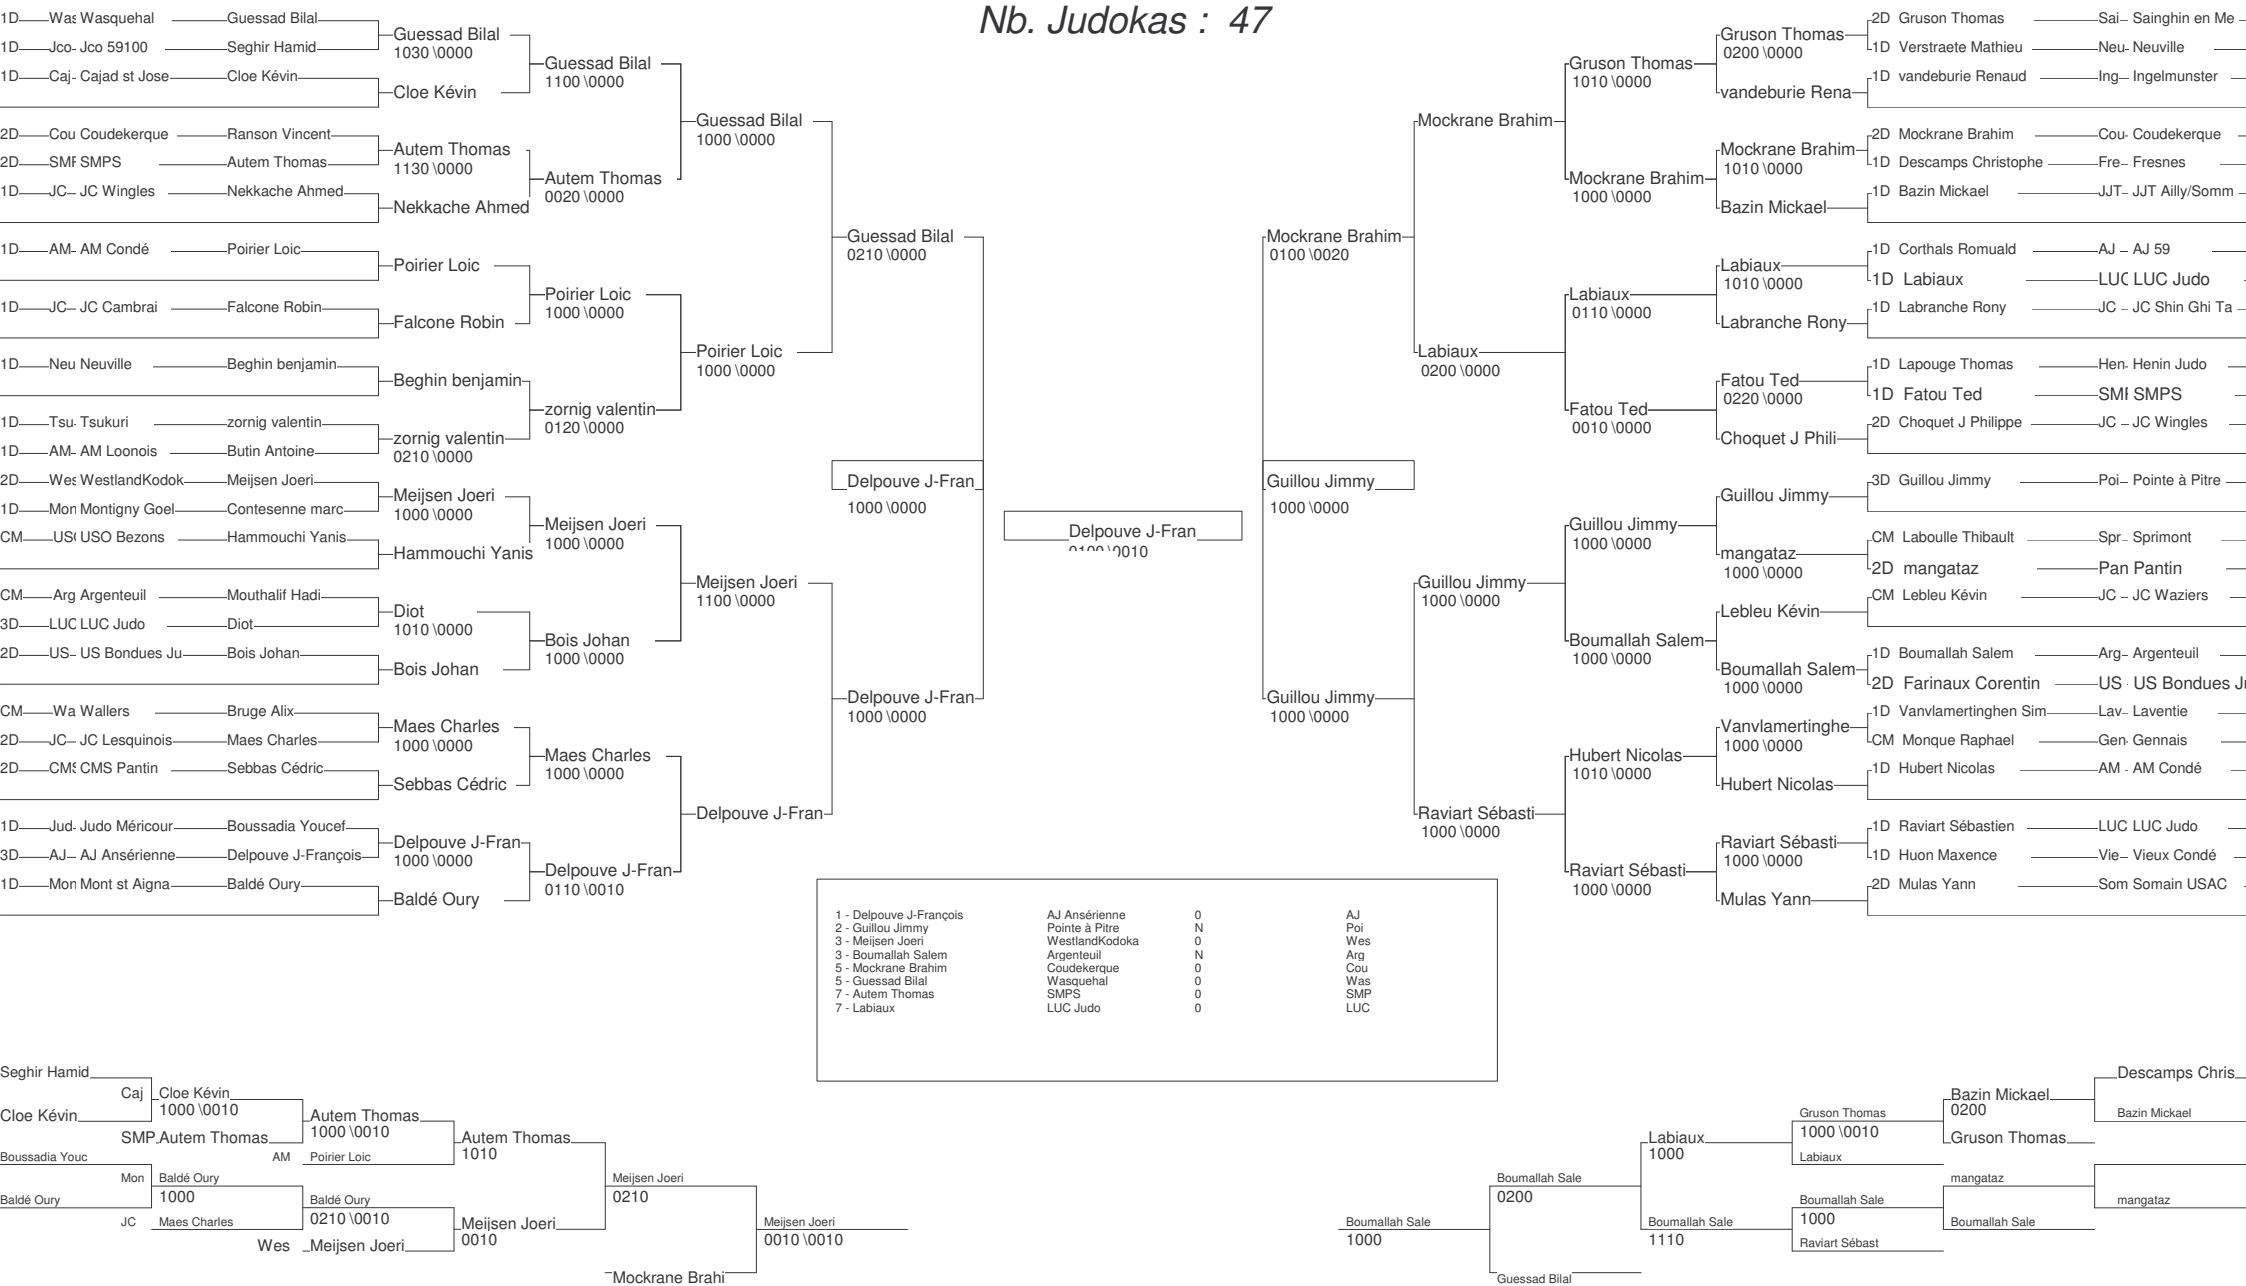 Nb. Judokas : 47
1D Was Wasquehal Guessad Bilal
1D Jco Jco 59100 Seghir Hamid
1D Caj Cajad st Jose Cloe Kévin
2D Cou Coudekerque Ranson Vincent
2D SMF SMPS Autem Thomas
1D JC JC Wingles Nekkache Ahmed
1D AM AM Condé Poirier Loic
1D JC JC Cambrai Falcone Robin
1D Neu Neuville Beghin benjamin
1D Tsu Tsukuri zornig valentin
1D AM AM Loonois Butin Antoine
2D Wes WestlandKodok Meijsen Joeri
1D Mon Montigny Goel Contesenne marc
CM US( USO Bezons Hammouchi Yanis
CM Arg Argenteuil Mouthalif Hadi
3D LUC LUC Judo Diot
2D US US Bondues Ju Bois Johan
CM Wa Wallers Bruge Alix
2D JC JC Lesquinois Maes Charles
2D CMS CMS Pantin Sebbas Cédric
1D Jud Judo Méricour Boussadia Youcef
3D AJ AJ Ansérienne Delpouve J-François
1D Mon Mont st Aigna Baldé Oury
Guessad Bilal
1030 \0000
Cloe Kévin
Autem Thomas
1130 \0000
Nekkache Ahmed
Poirier Loic
Falcone Robin
Beghin benjamin
zornig valentin
0210 \0000
Meijsen Joeri
1000 \0000
Hammouchi Yanis
Diot
1010 \0000
Bois Johan
Maes Charles
1000 \0000
Sebbas Cédric
Delpouve J-Fran
1000 \0000
Baldé Oury
Guessad Bilal
1100 \0000
Autem Thomas
0020 \0000
Poirier Loic
1000 \0000
zornig valentin
0120 \0000
Meijsen Joeri
1000 \0000
Bois Johan
1000 \0000
Maes Charles
1000 \0000
Delpouve J-Fran
0110 \0010
Guessad Bilal
1000 \0000
Poirier Loic
1000 \0000
Meijsen Joeri
1100 \0000
Delpouve J-Fran
Guessad Bilal
0210 \0000
Delpouve J-Fran
1000 \0000
Delpouve J-Fran
1000 \0000
Delpouve J-Fran
0100 \0010
Mockrane Brahim
0100 \0020
Guillou Jimmy
1000 \0000
Guillou Jimmy
1000 \0000
Mockrane Brahim
Labiaux
0200 \0000
Guillou Jimmy
1000 \0000
Raviart Sébasti
1000 \0000
Gruson Thomas
1010 \0000
Mockrane Brahim
1000 \0000
Labiaux
0110 \0000
Fatou Ted
0010 \0000
Guillou Jimmy
1000 \0000
Boumallah Salem
1000 \0000
Hubert Nicolas
1010 \0000
Raviart Sébasti
1000 \0000
Gruson Thomas
0200 \0000
vandeburie Rena
Mockrane Brahim
1010 \0000
Bazin Mickael
Labiaux
1010 \0000
Labranche Rony
Fatou Ted
0220 \0000
Choquet J Phili
Guillou Jimmy
mangataz
1000 \0000
Lebleu Kévin
Boumallah Salem
1000 \0000
Vanvlamertinghe
1000 \0000
Hubert Nicolas
Raviart Sébasti
1000 \0000
Mulas Yann
2D Gruson Thomas Sai Sainghin en Me
1D Verstraete Mathieu Neu Neuville
1D vandeburie Renaud Ing Ingelmunster
2D Mockrane Brahim Cou Coudekerque
1D Descamps Christophe Fre Fresnes
1D Bazin Mickael JJT JJT Ailly/Somm
1D Corthals Romuald AJ AJ 59
1D Labiaux LUC LUC Judo
1D Labranche Rony JC JC Shin Ghi Ta
1D Lapouge Thomas Hen Henin Judo
1D Fatou Ted SMI SMPS
2D Choquet J Philippe JC JC Wingles
3D Guillou Jimmy Poi Pointe à Pitre
CM Laboulle Thibault Spr Sprimont
2D mangataz Pan Pantin
CM Lebleu Kévin JC JC Waziers
1D Boumallah Salem Arg Argenteuil
2D Farinaux Corentin US US Bondues Ju
1D Vanvlamertinghen Sim Lav Laventie
CM Monque Raphael Gen Gennais
1D Hubert Nicolas AM AM Condé
1D Raviart Sébastien LUC LUC Judo
1D Huon Maxence Vie Vieux Condé
2D Mulas Yann Som Somain USAC
1 - Delpouve J-François AJ Ansérienne 0 AJ
2 - Guillou Jimmy Pointe à Pitre N Poi
3 - Meijsen Joeri WestlandKodoka 0 Wes
3 - Boumallah Salem Argenteuil N Arg
5 - Mockrane Brahim Coudekerque 0 Cou
5 - Guessad Bilal Wasquehal 0 Was
7 - Autem Thomas SMPS 0 SMP
7 - Labiaux LUC Judo 0 LUC
Seghir Hamid
Cloe Kévin
Boussadia Youc
Baldé Oury
Caj Cloe Kévin
1000 \0010
SMP Autem Thomas
Mon Baldé Oury
1000
JC Maes Charles
Autem Thomas
1000 \0010
AM Poirier Loic
Baldé Oury
0210 \0010
Wes Meijsen Joeri
Autem Thomas
1010
Meijsen Joeri
0010
Meijsen Joeri
0210
Mockrane Brahi
Meijsen Joeri
0010 \0010
Boumallah Sale
1000
Boumallah Sale
0200
Guessad Bilal
Labiaux
1000
Boumallah Sale
1110
Gruson Thomas
1000 \0010
Labiaux
Boumallah Sale
1000
Raviart Sébast
Bazin Mickael
0200
Gruson Thomas
mangataz
Boumallah Sale
Descamps Chris
Bazin Mickael
mangataz